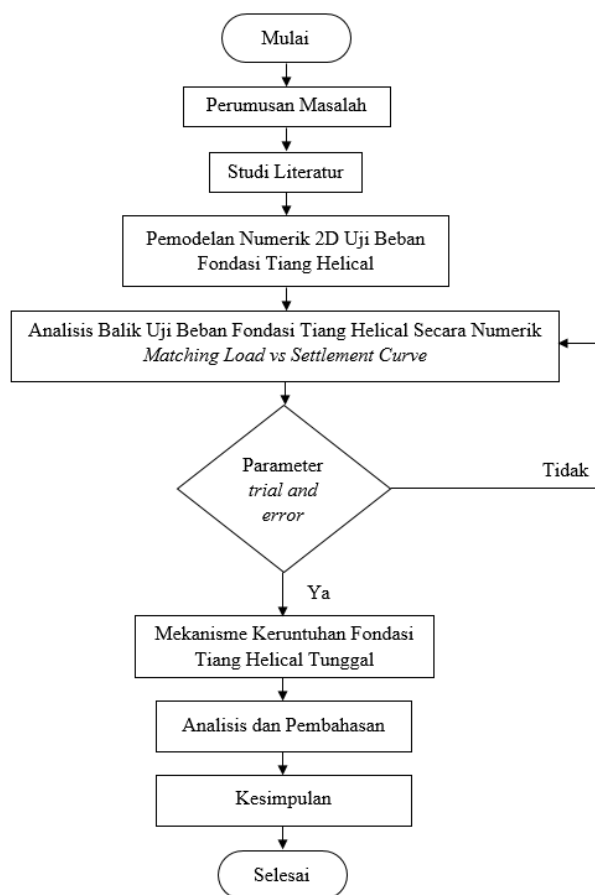 Mulai
Perumusan Masalah
Studi Literatur
Pemodelan Numerik 2D Uji Beban
Fondasi Tiang Helical
Analisis Balik Uji Beban Fondasi Tiang Helical Secara Numerik
Matching Load vs Settlement Curve
Parameter
trial and
error
Tidak
Ya
Mekanisme Keruntuhan Fondasi
Tiang Helical Tunggal
Analisis dan Pembahasan
Kesimpulan
Selesai